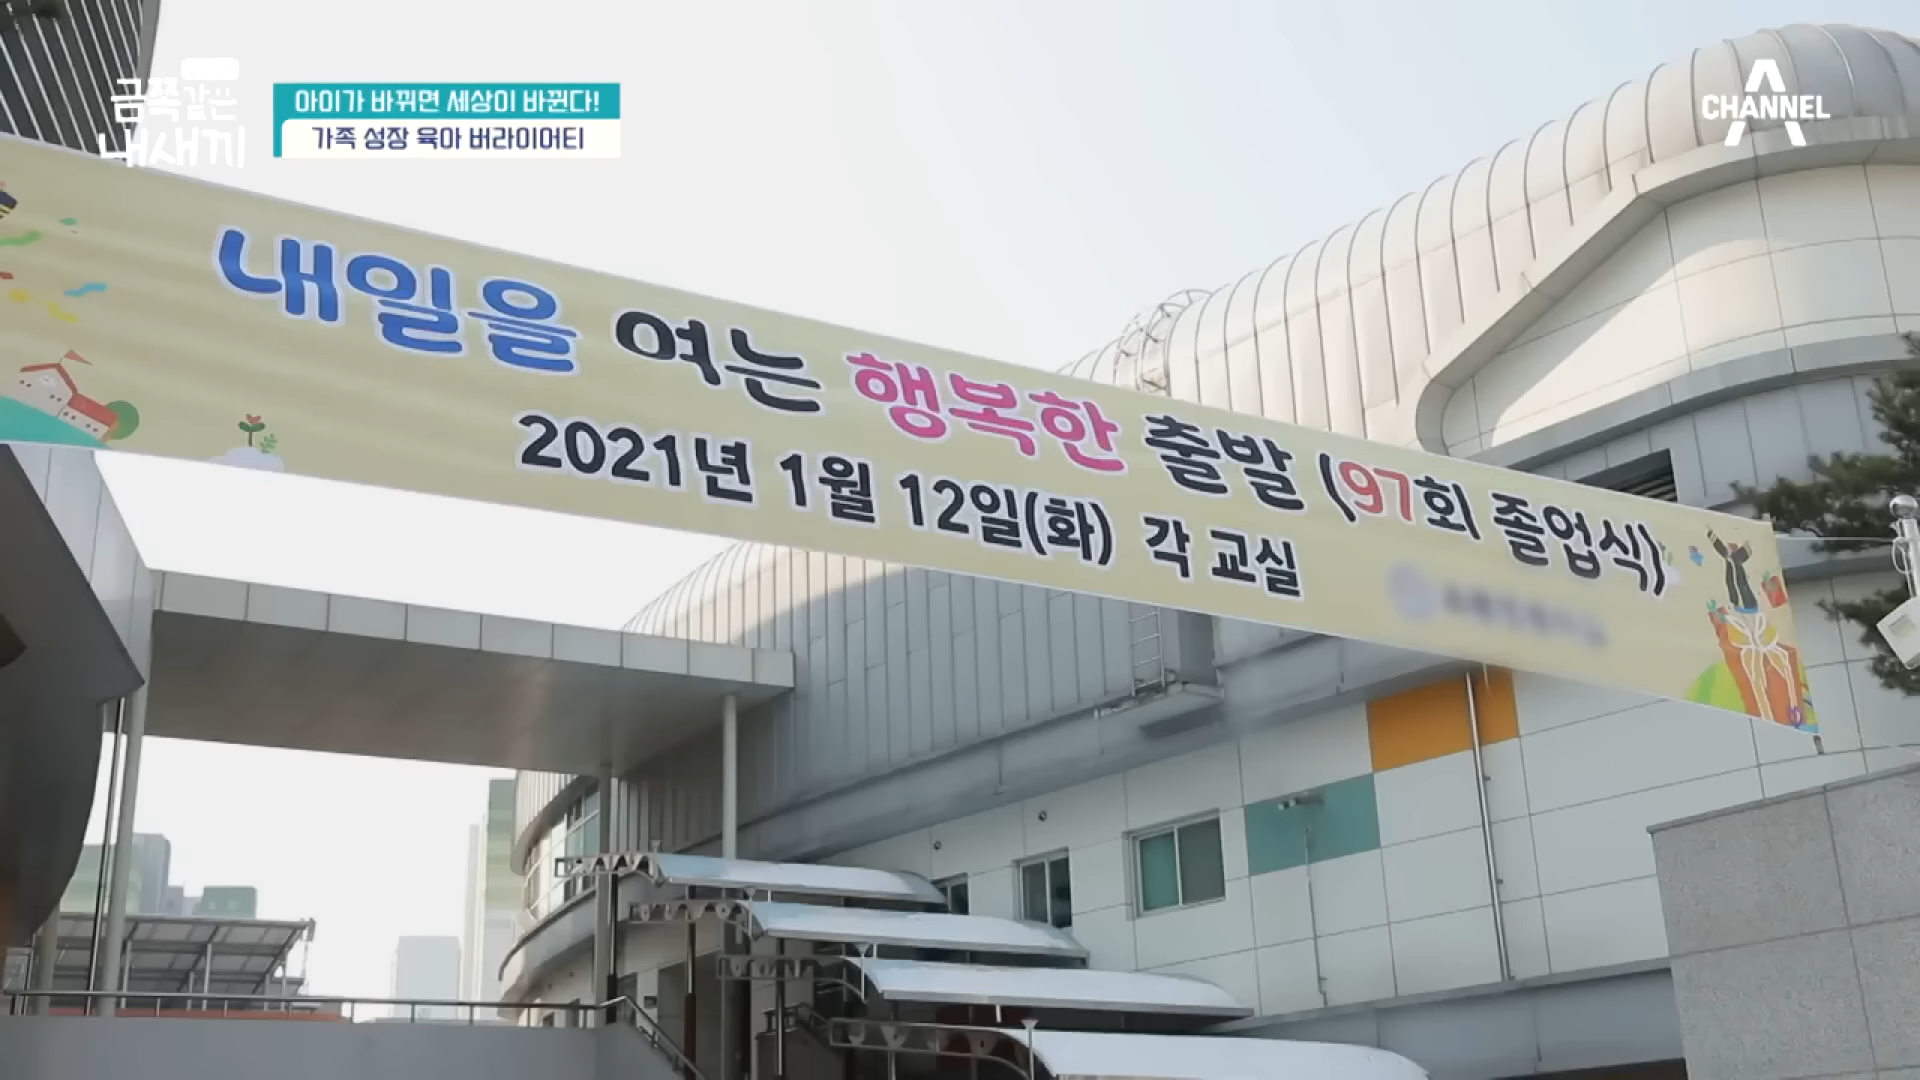 금쪽같은
내새끼
아이가 바뀌면 세상이 바뀐다!
가족 성장 육아 버라이어티
CHANNEL A
내일을 여는 행복한 출발 (97회 졸업식)
2021년 1월 12일(화) 각 교실